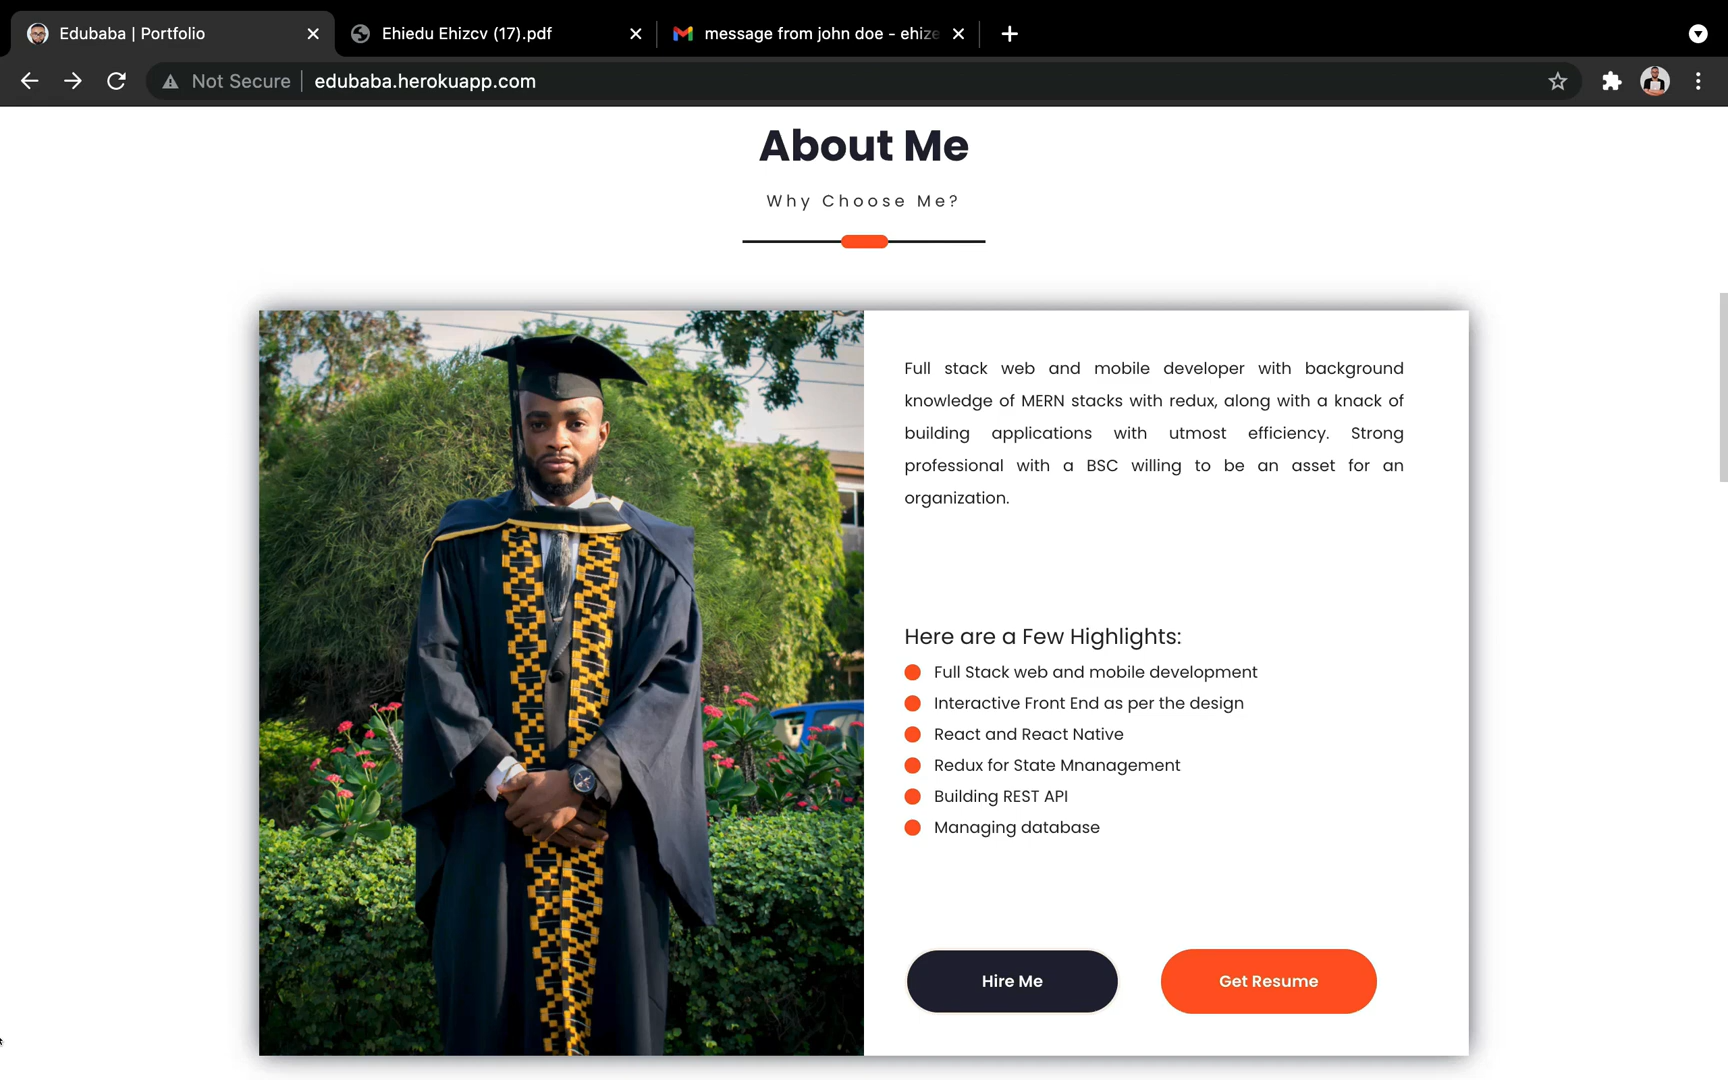 Edubaba | Portfolio
Ehiedu Ehizcv (17).pdf
message from john doe - ehize
Not Secure
edubaba.herokuapp.com
About Me
Why Choose Me?
Full stack web and mobile developer with background
knowledge of MERN stacks with redux, along with a knack of
building applications with utmost efficiency. Strong
professional with a BSC willing to be an asset for an
organization.
Here are a Few Highlights:
Full Stack web and mobile development
Interactive Front End as per the design
React and React Native
Redux for State Mnanagement
Building REST API
Managing database
Hire Me
Get Resume